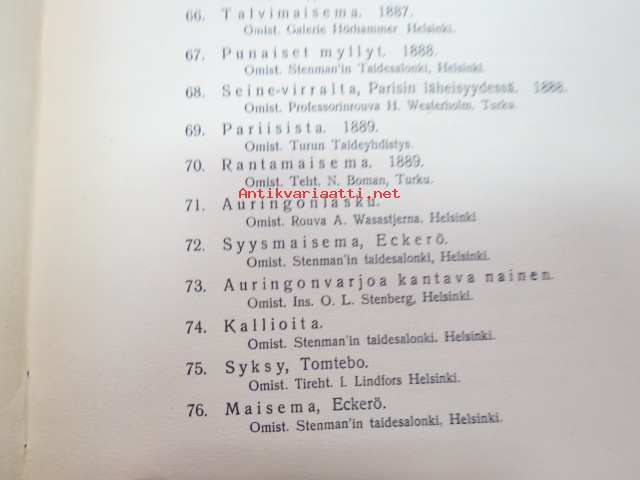 66. Talvimaisema. 1887.
Omist. Galerie Hörhammer Helsinki.
67. Punaiset myllyt. 1888.
Omist. Stenman'in Taidesalonki, Helsinki.
68. Seine-virralta, Parisin läheisyydessä. 1888.
Omist. Professorinrouva H. Westerholm, Turku.
69. Pariisista. 1889.
Omist. Turun Taideyhdistys.
70. Rantamaisema. 1889.
Omist. Teht. N. Boman, Turku.
Antikvariaatti.net
71. Auringonlasku.
Omist. Rouva A. Wasastjerna, Helsinki
72. Syysmaisema, Eckerö.
Omist. Stenman'in taidesalonki, Helsinki.
73. Auringonvarjoa kantava nainen.
Omist. Ins. O. L. Stenberg, Helsinki.
74. Kallioita.
Omist. Stenman'in taidesalonki, Helsinki.
75. Syksy, Tomtebo.
Omist. Tireht. I. Lindfors Helsinki.
76. Maisema, Eckerö.
Omist. Stenman'in taidesalonki, Helsinki.